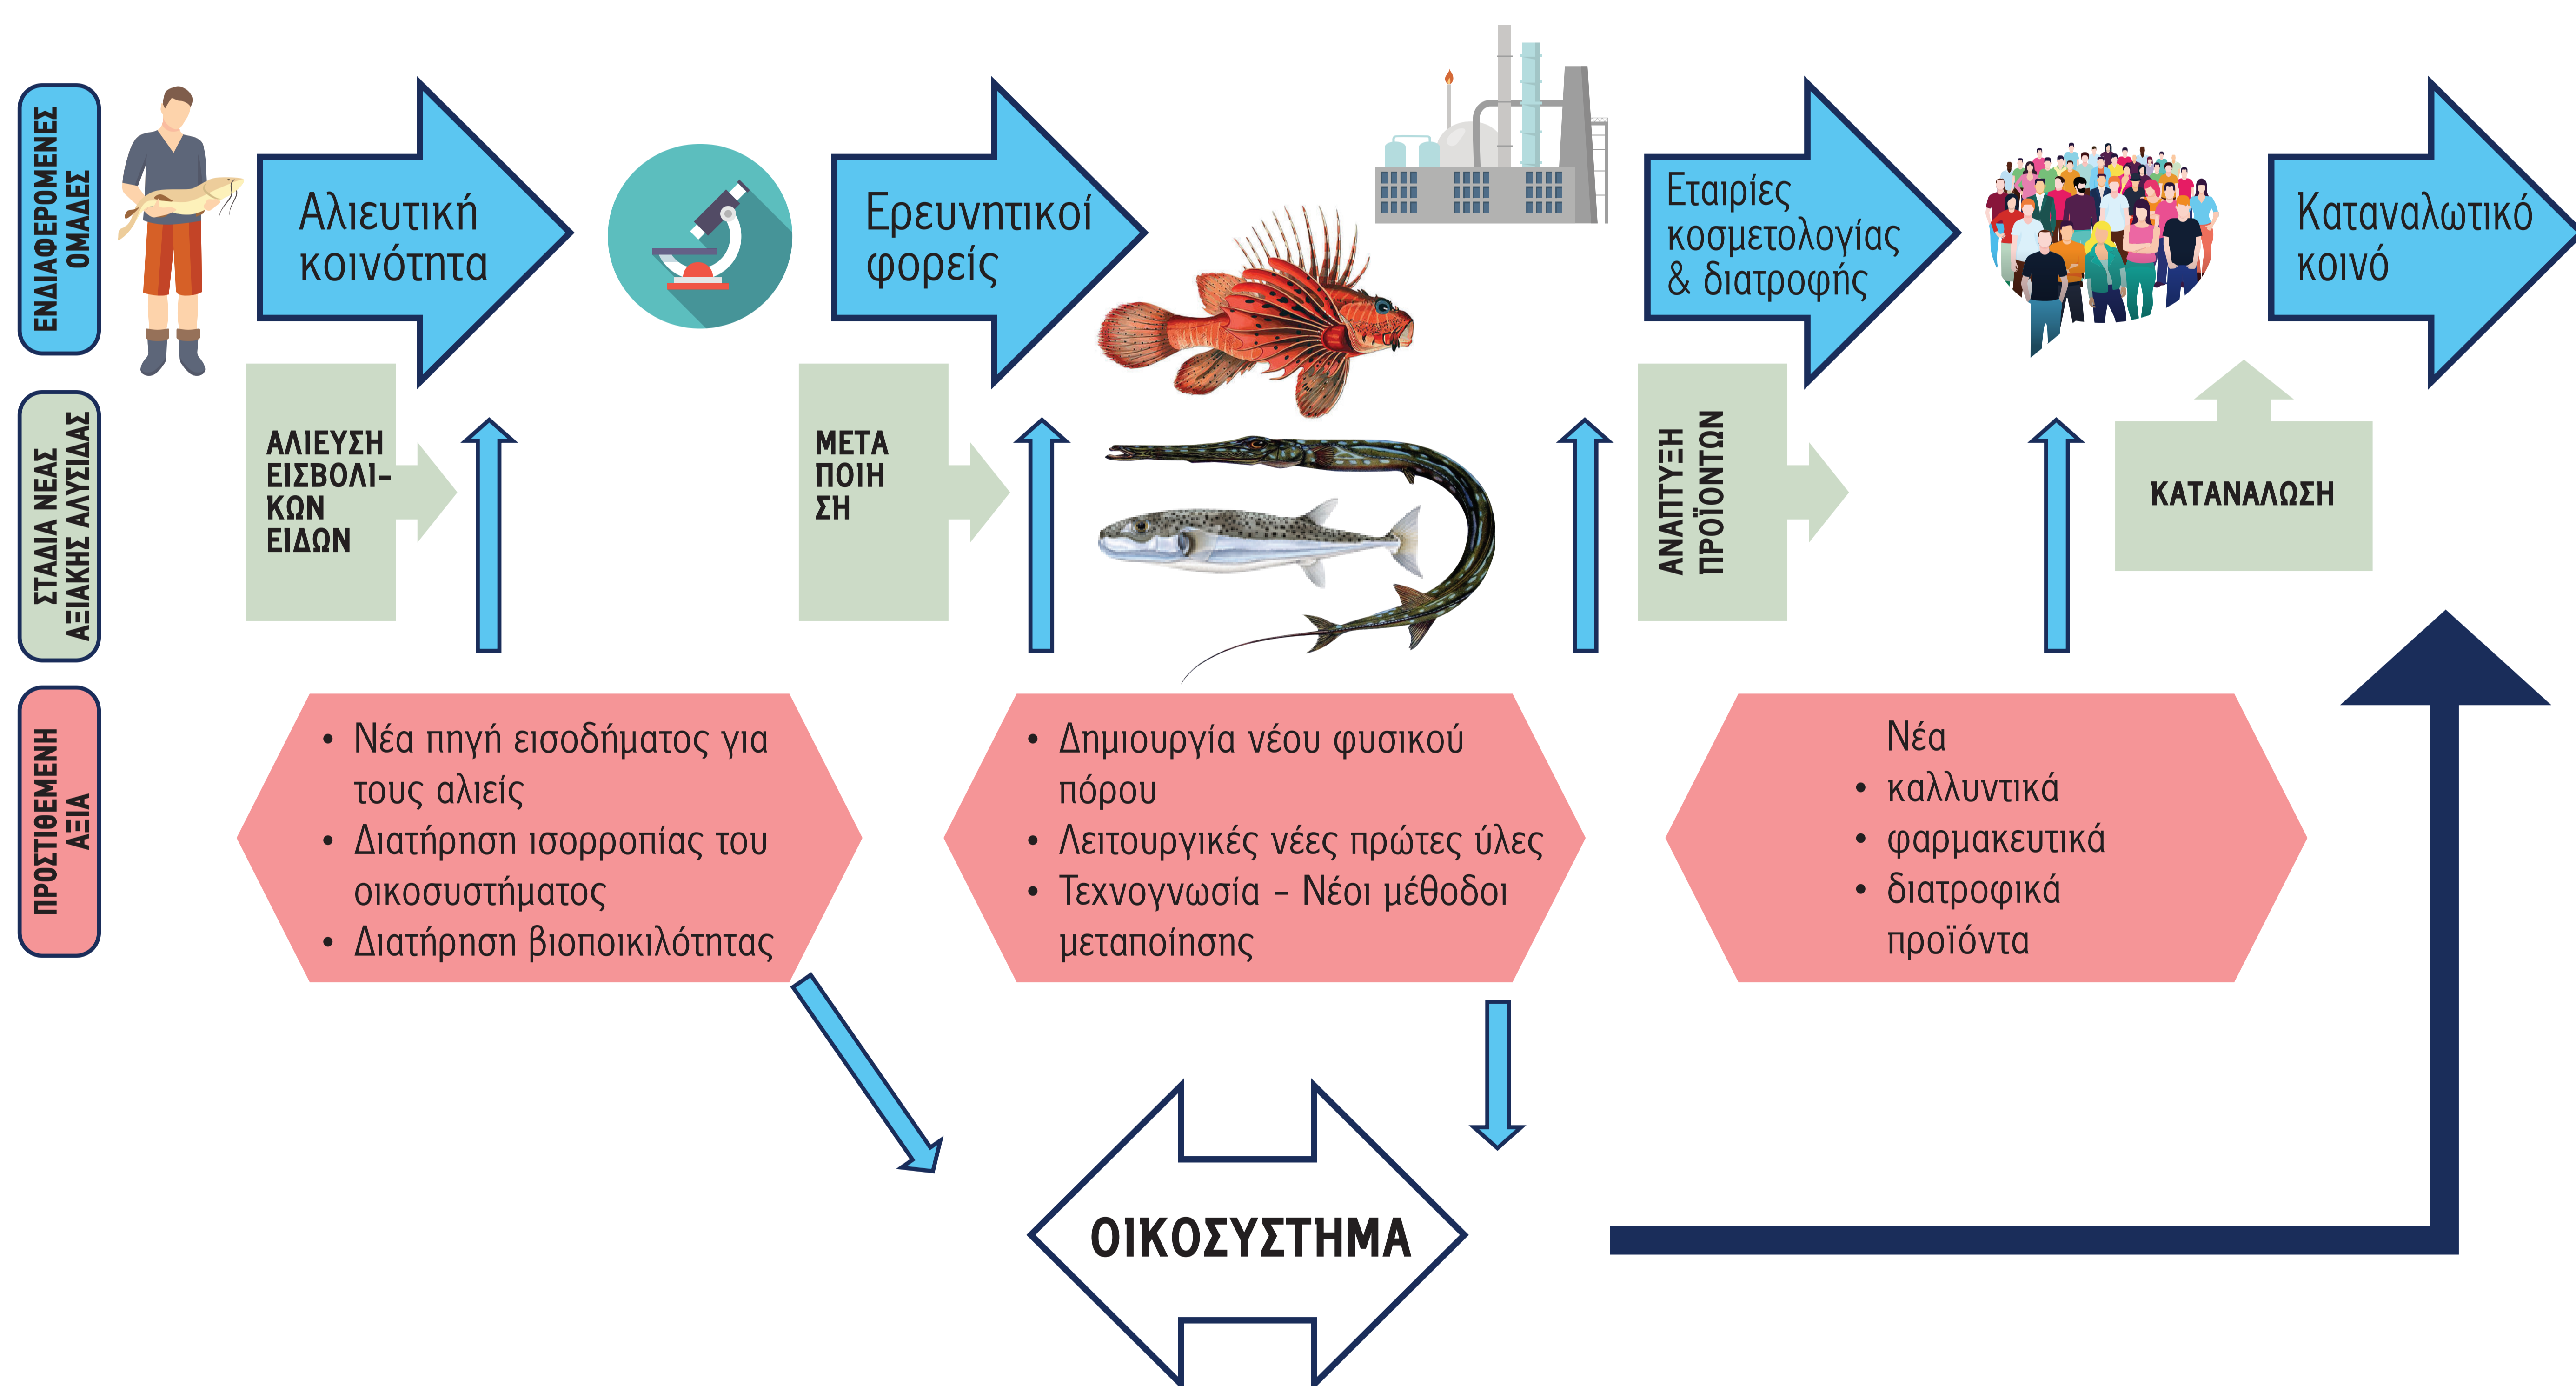 ΕΝΔΙΑΦΕΡΟΜΕΝΕΣ
ΟΜΑΔΕΣ
Αλιευτική
κοινότητα
Ερευνητικοί
φορείς
Εταιρίες
κοσμετολογίας
& διατροφής
Καταναλωτικό
κοινό
ΣΤΑΔΙΑ ΝΕΑΣ
ΑΞΙΑΚΗΣ ΑΛΥΣΙΔΑΣ
ΑΛΙΕΥΣΗ
ΕΙΣΒΟΛΙ-
ΚΩΝ
ΕΙΔΩΝ
ΜΕΤΑ
ΠΟΙΗ
ΣΗ
ΑΝΑΠΤΥΞΗ
ΠΡΟΪΟΝΤΩΝ
ΚΑΤΑΝΑΛΩΣΗ
ΠΡΟΣΤΙΘΕΜΕΝΗ
ΑΞΙΑ
• Νέα πηγή εισοδήματος για
τους αλιείς
• Διατήρηση ισορροπίας του
οικοσυστήματος
• Διατήρηση βιοποικιλότητας
• Δημιουργία νέου φυσικού
πόρου
• Λειτουργικές νέες πρώτες ύλες
• Τεχνογνωσία – Νέοι μέθοδοι
μεταποίησης
Νέα
• καλλυντικά
• φαρμακευτικά
• διατροφικά
προϊόντα
ΟΙΚΟΣΥΣΤΗΜΑ